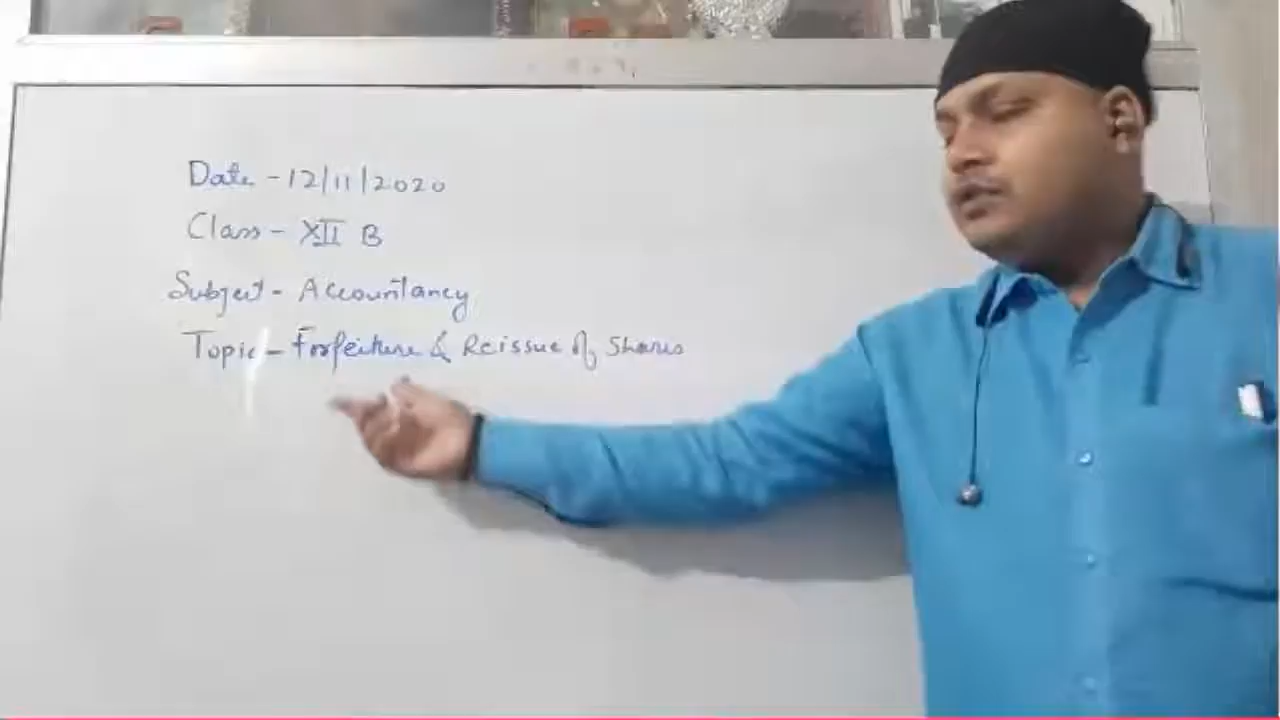 Date - 12/11/2020
Class - XII B
Subject - Accountancy
Topic - Forfeiture & Reissue of Shares